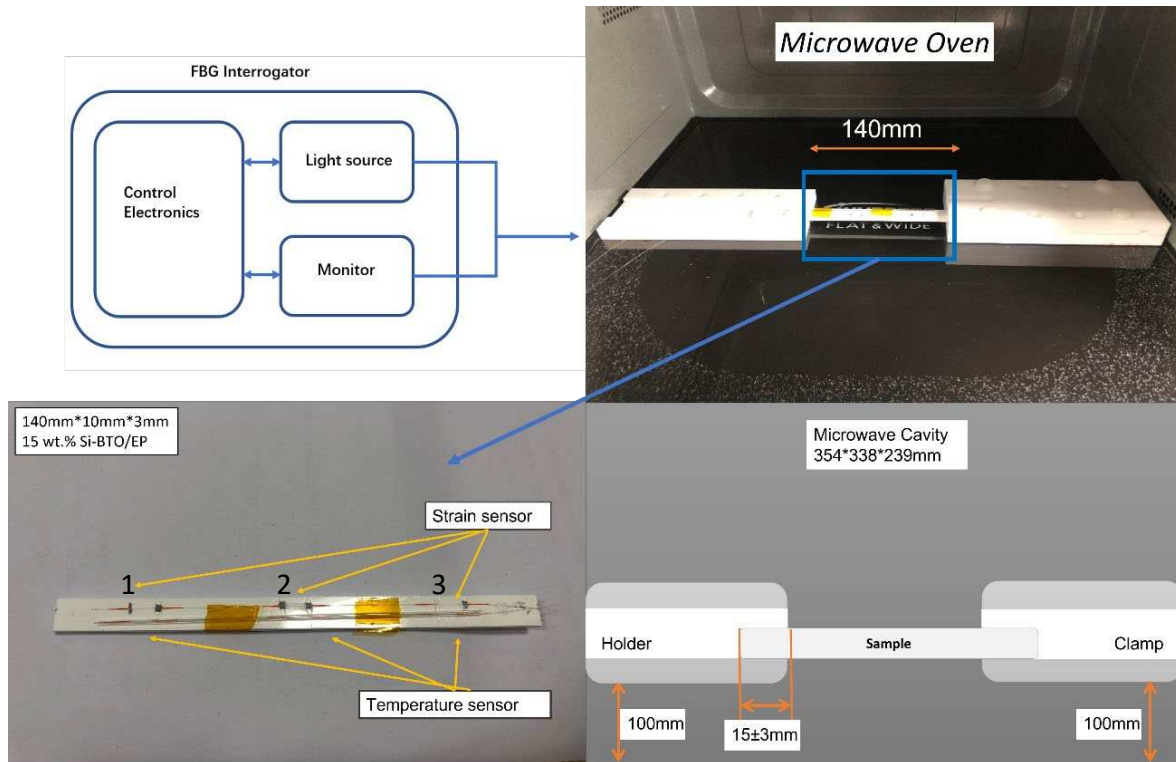 FBG Interrogator
Control
Electronics
Light source
Monitor
Microwave Oven
140mm
FLAT & WIDE
140mm*10mm*3mm
15 wt.% Si-BTO/EP
Strain sensor
1
2
3
Temperature sensor
Microwave Cavity
354*338*239mm
Holder
Sample
Clamp
100mm
15±3mm
100mm